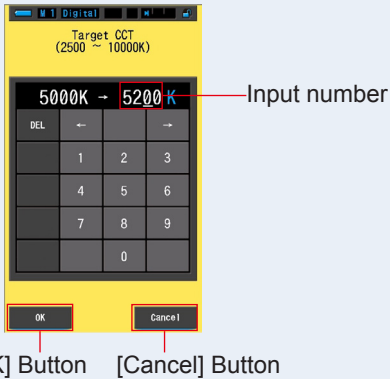 M 1 Digital M
Target CCT
(2500 ~ 10000K)
5000K → 5200 K
Input number
DEL ← →
1 2 3
4 5 6
7 8 9
0
OK Cancel
] Button [Cancel] Button